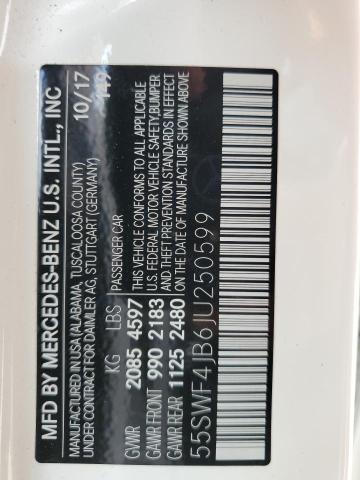 MFD BY MERCEDES-BENZ U.S. INTL., INC
MANUFACTURED IN USA (ALABAMA, TUSCALOOSA COUNTY)
UNDER CONTRACT FOR DAIMLER AG, STUTTGART (GERMANY)
10/17
149
KG LBS
GVWR 2085 4597
GAWR FRONT 990 2183
GAWR REAR 1125 2480
PASSENGER CAR
THIS VEHICLE CONFORMS TO ALL APPLICABLE
U.S. FEDERAL MOTOR VEHICLE SAFETY,BUMPER
AND THEFT PREVENTION STANDARDS IN EFFECT
ON THE DATE OF MANUFACTURE SHOWN ABOVE
55SWF4JB6JU250599